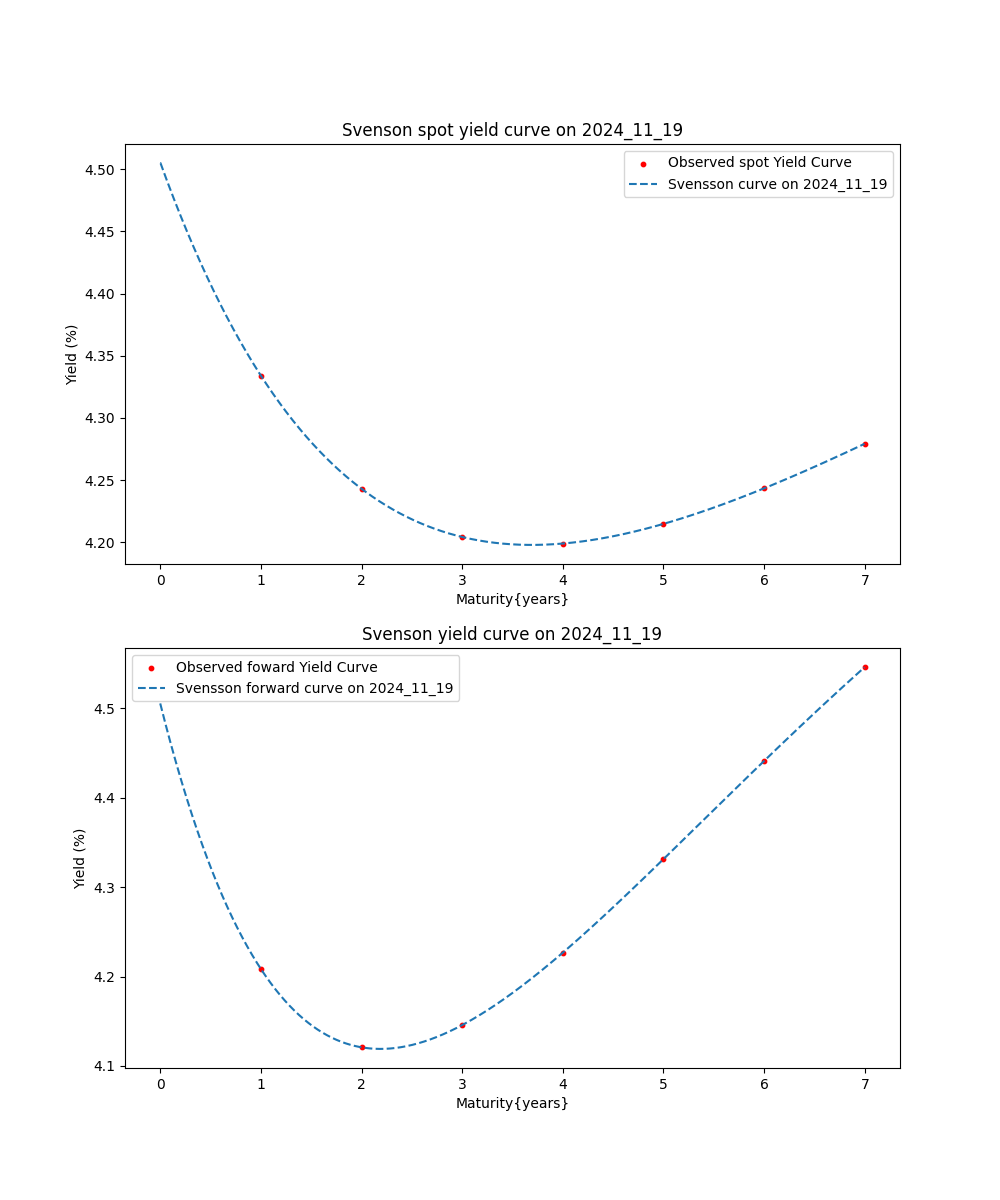 Svenson spot yield curve on 2024_11_19
Observed spot Yield Curve
Svensson curve on 2024_11_19
Yield (%)
4.50
4.45
4.40
4.35
4.30
4.25
4.20
0 1 2 3 4 5 6 7
Maturity{years}
Svenson yield curve on 2024_11_19
Observed foward Yield Curve
Svensson forward curve on 2024_11_19
Yield (%)
4.5
4.4
4.3
4.2
4.1
0 1 2 3 4 5 6 7
Maturity{years}